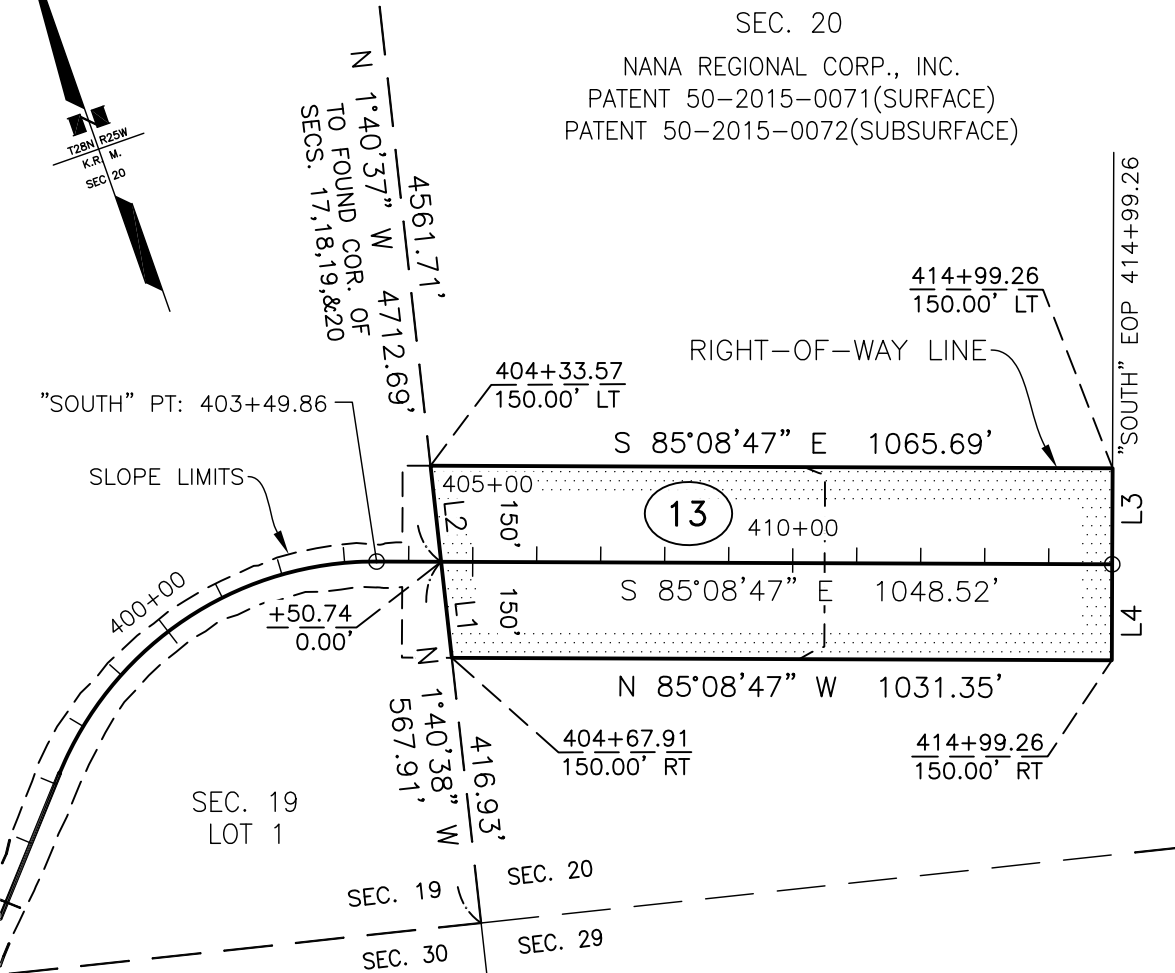 SEC. 20
NANA REGIONAL CORP., INC.
PATENT 50-2015-0071(SURFACE)
PATENT 50-2015-0072(SUBSURFACE)
N
T28N R25W
K.R. M.
SEC 20
N 1°40'37" W 4712.69'
TO FOUND COR. OF
SECS. 17,18,19,&20
4561.71'
"SOUTH" EOP 414+99.26
414+99.26
150.00' LT
RIGHT-OF-WAY LINE
404+33.57
150.00' LT
"SOUTH" PT: 403+49.86
S 85°08'47" E 1065.69'
SLOPE LIMITS
405+00
L2
150'
13
410+00
L3
400+00
+50.74
0.00'
L1
150'
S 85°08'47" E 1048.52'
L4
N 85°08'47" W 1031.35'
N 1°40'38" W
567.91'
416.93'
404+67.91
150.00' RT
414+99.26
150.00' RT
SEC. 19
LOT 1
SEC. 19
SEC. 20
SEC. 30
SEC. 29